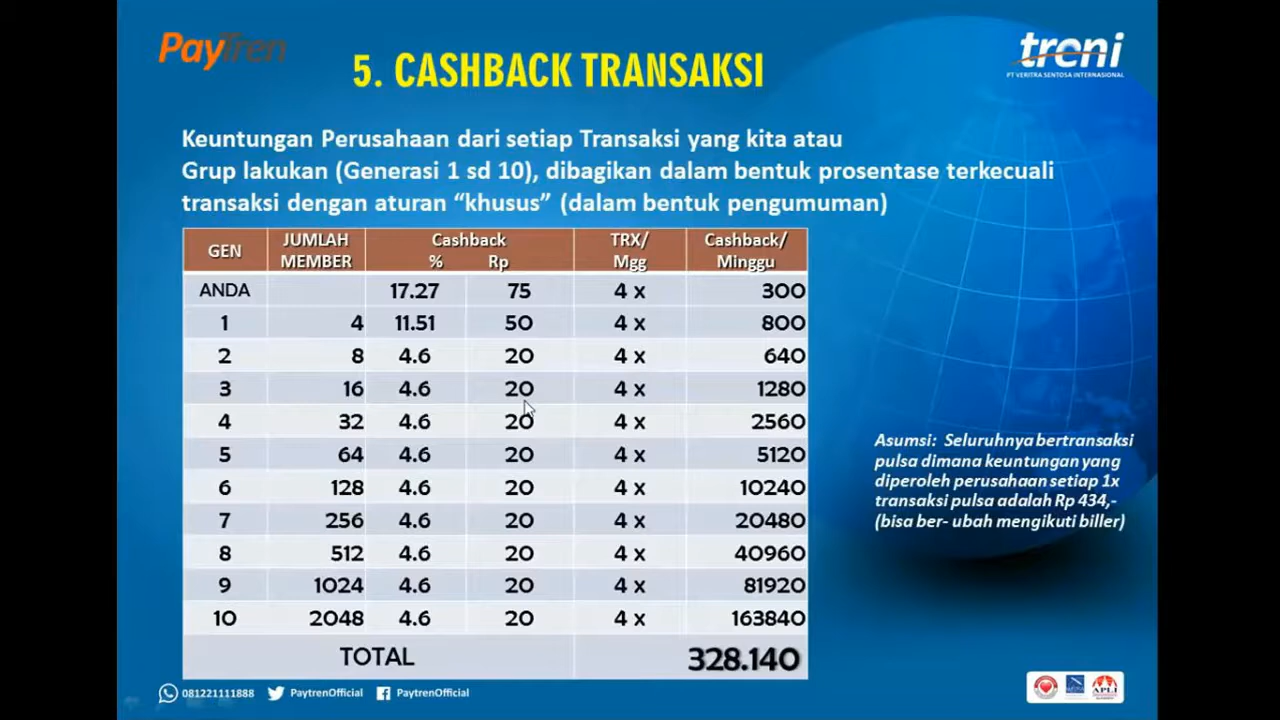 PayTren
5. CASHBACK TRANSAKSI
treni
PT VERITRA SENTOSA INTERNASIONAL
Keuntungan Perusahaan dari setiap Transaksi yang kita atau
Grup lakukan (Generasi 1 sd 10), dibagikan dalam bentuk prosentase terkecuali
transaksi dengan aturan “khusus” (dalam bentuk pengumuman)
GEN JUMLAH MEMBER Cashback % Rp TRX/ Mgg Cashback/ Minggu
ANDA 17.27 75 4 x 300
1 4 11.51 50 4 x 800
2 8 4.6 20 4 x 640
3 16 4.6 20 4 x 1280
4 32 4.6 20 4 x 2560
5 64 4.6 20 4 x 5120
6 128 4.6 20 4 x 10240
7 256 4.6 20 4 x 20480
8 512 4.6 20 4 x 40960
9 1024 4.6 20 4 x 81920
10 2048 4.6 20 4 x 163840
TOTAL 328.140
Asumsi: Seluruhnya bertransaksi
pulsa dimana keuntungan yang
diperoleh perusahaan setiap 1x
transaksi pulsa adalah Rp 434,-
(bisa ber- ubah mengikuti biller)
081221111888 PaytrenOfficial PaytrenOfficial
APLI